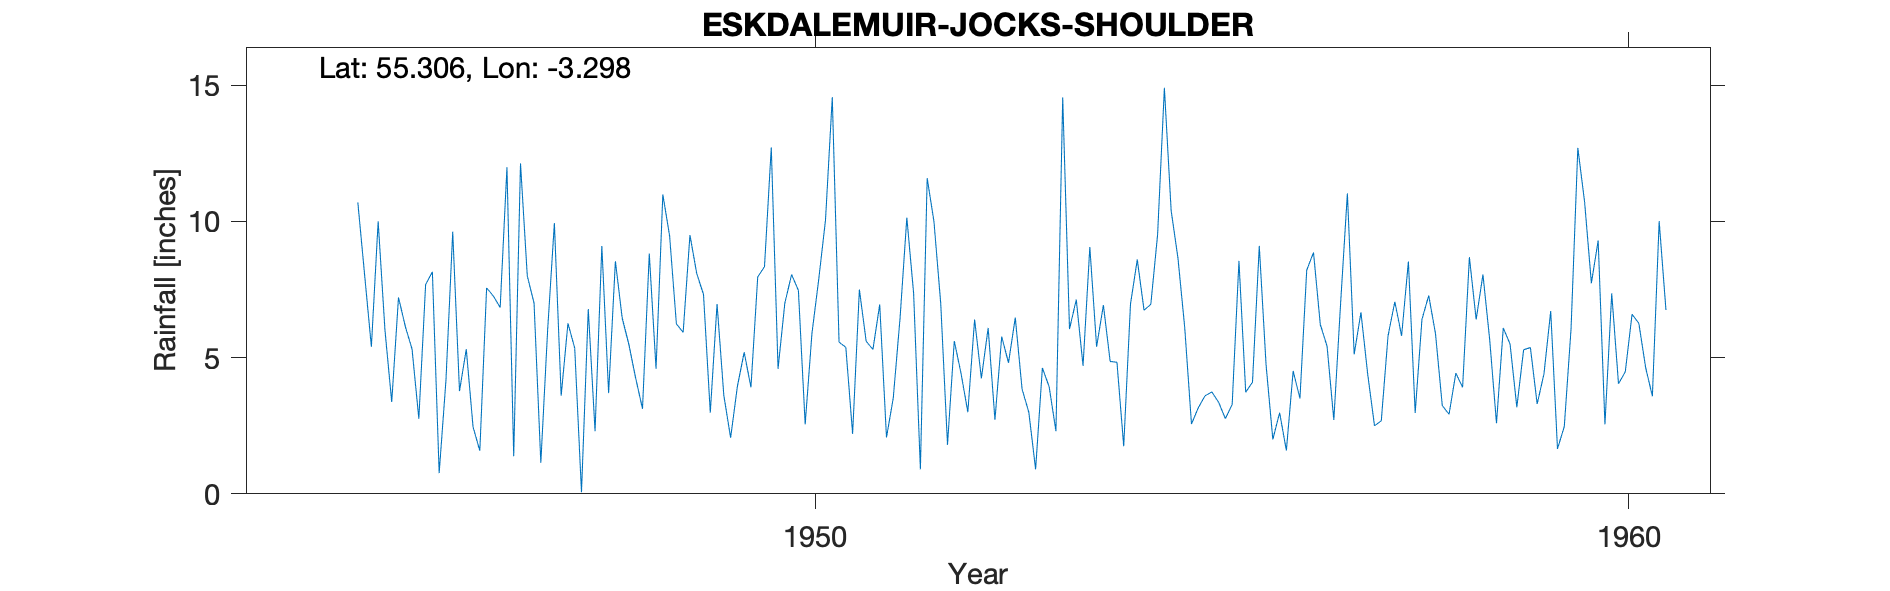 ESKDALEMUIR-JOCKS-SHOULDER
Lat: 55.306, Lon: -3.298
15
10
5
0
Rainfall [inches]
1950 1960
Year